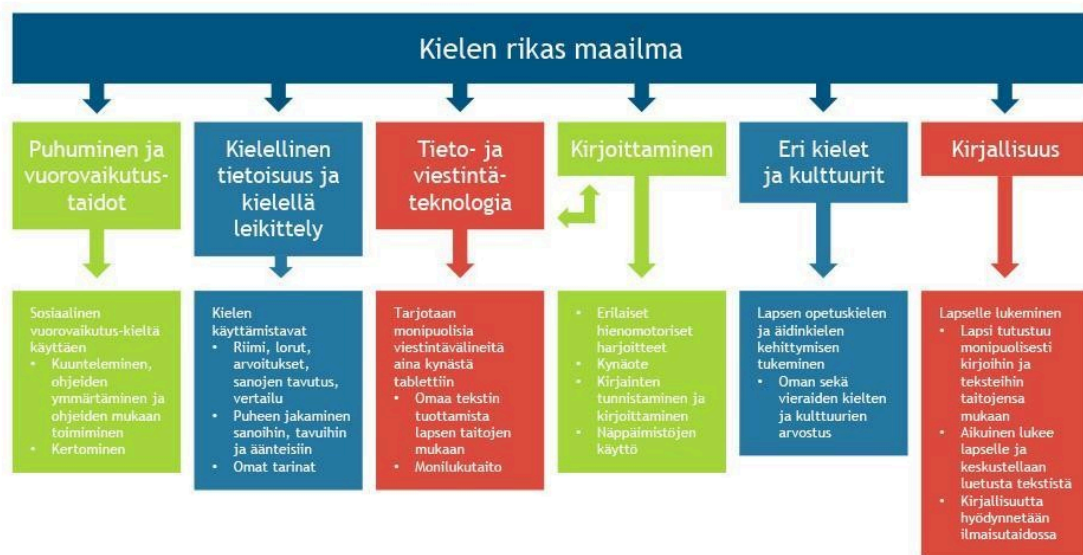 Kielen rikas maailma
Puhuminen ja
vuorovaikutus-
taidot
Kielellinen
tietoisuus ja
kielellä
leikittely
Tieto- ja
viestintä-
teknologia
Kirjoittaminen
Eri kielet
ja kulttuurit
Kirjallisuus
Sosiaalinen
vuorovaikutus-kieltä
käyttäen
• Kuunteleminen,
ohjeiden
ymmärtäminen ja
ohjeiden mukaan
toimiminen
• Kertominen
Kielen
käyttämistavat
• Riimi, lorut,
arvoitukset,
sanojen tavutus,
vertailu
• Puheen jakaminen
sanoihin, tavuihin
ja äänteisiin
• Omat tarinat
Tarjotaan
monipuolisia
viestintävälineitä
aina kynästä
tablettiin
• Omaa tekstin
tuottamista
lapsen taitojen
mukaan
• Monilukutaito
• Erilaiset
hienomotoriset
harjoitteet
• Kynäote
• Kirjainten
tunnistaminen ja
kirjoittaminen
• Näppäimistöjen
käyttö
Lapsen opetuskielen
ja äidinkielen
kehittymisen
tukeminen
• Oman sekä
vieraiden kielten
ja kulttuurien
arvostus
Lapselle lukeminen
• Lapsi tutustuu
monipuolisesti
kirjoihin ja
teksteihin
taitojensa
mukaan
• Aikuinen lukee
lapselle ja
keskustellaan
luetusta tekstistä
• Kirjallisuutta
hyödynnetään
ilmaisutaidossa